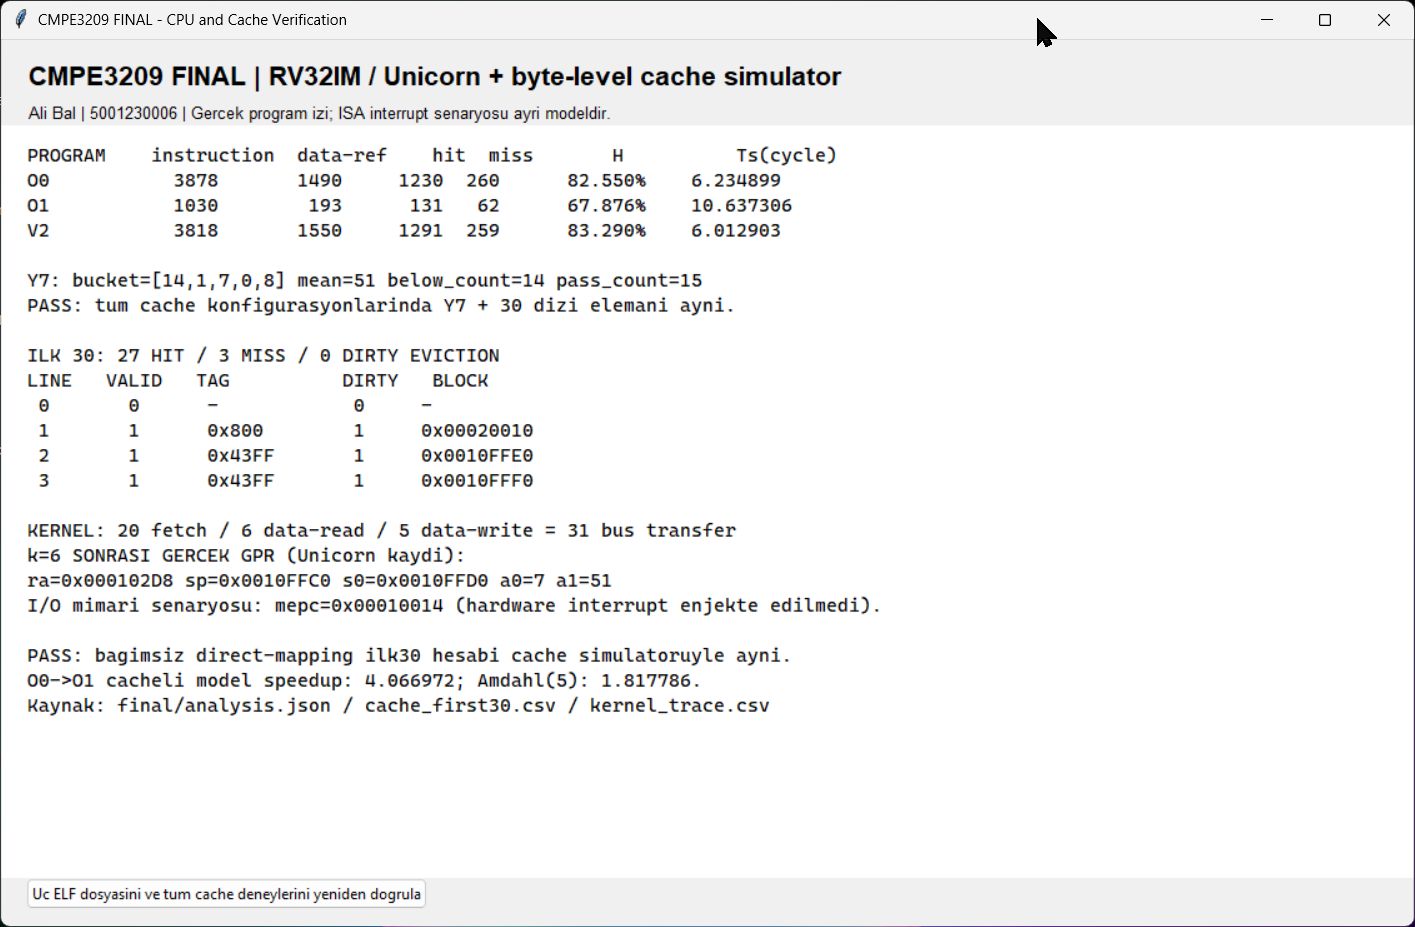 CMPE3209 FINAL - CPU and Cache Verification
CMPE3209 FINAL | RV32IM / Unicorn + byte-level cache simulator
Ali Bal | 5001230006 | Gercek program izi; ISA interrupt senaryosu ayri modeldir.
PROGRAM instruction data-ref hit miss H Ts(cycle)
O0 3878 1490 1230 260 82.550% 6.234899
O1 1030 193 131 62 67.876% 10.637306
V2 3818 1550 1291 259 83.290% 6.012903
Y7: bucket=[14,1,7,0,8] mean=51 below_count=14 pass_count=15
PASS: tum cache konfigurasyonlarinda Y7 + 30 dizi elemani ayni.
ILK 30: 27 HIT / 3 MISS / 0 DIRTY EVICTION
LINE VALID TAG DIRTY BLOCK
0 0 - 0 -
1 1 0x800 1 0x00020010
2 1 0x43FF 1 0x0010FFE0
3 1 0x43FF 1 0x0010FFF0
KERNEL: 20 fetch / 6 data-read / 5 data-write = 31 bus transfer
k=6 SONRASI GERCEK GPR (Unicorn kaydi):
ra=0x000102D8 sp=0x0010FFC0 s0=0x0010FFD0 a0=7 a1=51
I/O mimari senaryosu: mepc=0x00010014 (hardware interrupt enjekte edilmedi).
PASS: bagimsiz direct-mapping ilk30 hesabi cache simulatoruyle ayni.
O0->O1 cacheli model speedup: 4.066972; Amdahl(5): 1.817786.
Kaynak: final/analysis.json / cache_first30.csv / kernel_trace.csv
Uc ELF dosyasini ve tum cache deneylerini yeniden dogrula